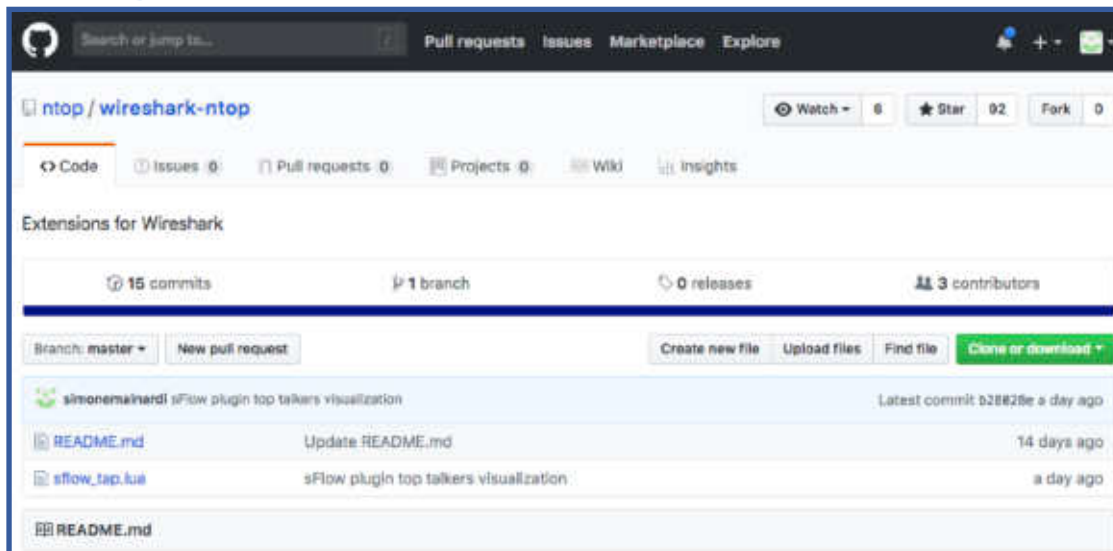 Search or jump to... /
Pull requests Issues Marketplace Explore
ntop / wireshark-ntop Watch 6 Star 92 Fork 0
Code Issues 0 Pull requests 0 Projects 0 Wiki Insights
Extensions for Wireshark
15 commits 1 branch 0 releases 3 contributors
Branch: master New pull request Create new file Upload files Find file Clone or download
simonemainardi sFlow plugin top talkers visualization Latest commit a day ago
README.md Update README.md 14 days ago
sflow_tap.lua sFlow plugin top talkers visualization a day ago
README.md